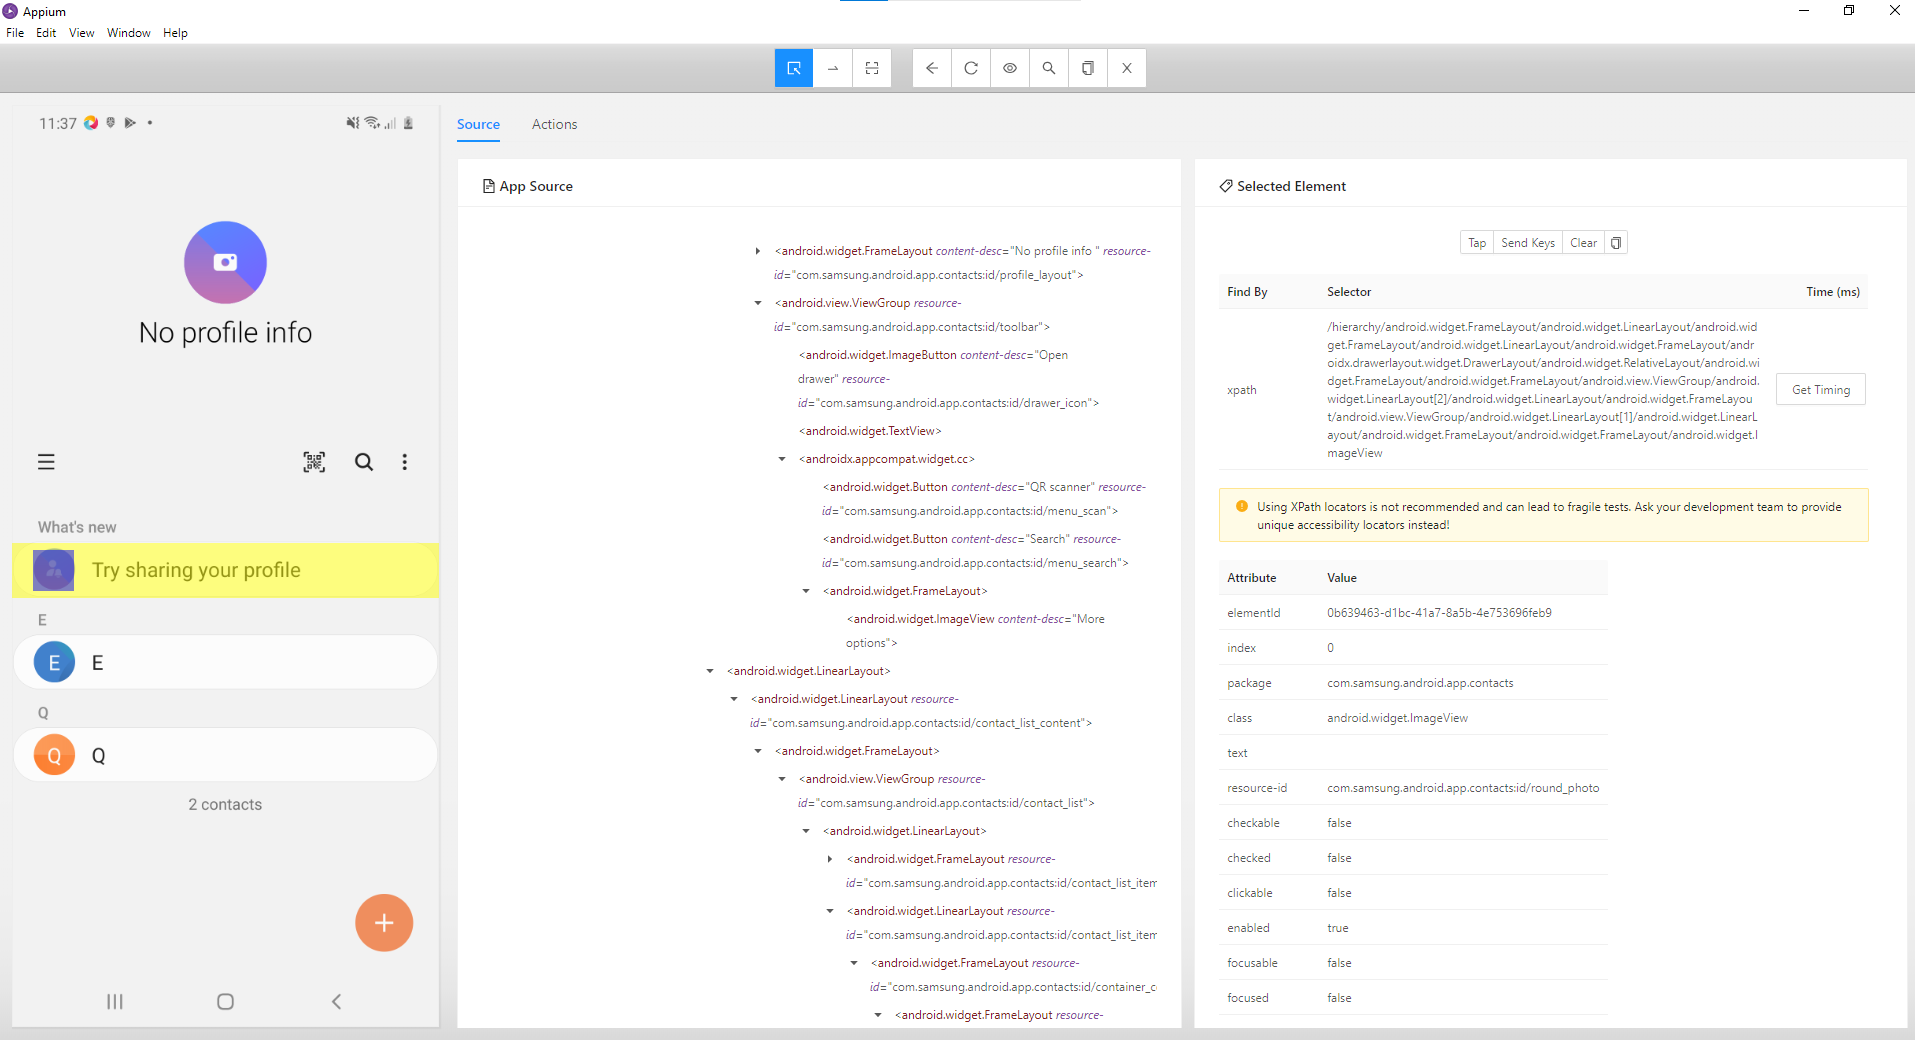 Appium
File Edit View Window Help
11:37
No profile info
What's new
Try sharing your profile
E
E E
Q
Q Q
2 contacts
Source Actions
App Source
<android.widget.FrameLayout content-desc="No profile info " resource-
id="com.samsung.android.app.contacts:id/profile_layout">
<android.view.ViewGroup resource-
id="com.samsung.android.app.contacts:id/toolbar">
<android.widget.ImageButton content-desc="Open
drawer" resource-
id="com.samsung.android.app.contacts:id/drawer_icon">
<android.widget.TextView>
<androidx.appcompat.widget.cc>
<android.widget.Button content-desc="QR scanner" resource-
id="com.samsung.android.app.contacts:id/menu_scan">
<android.widget.Button content-desc="Search" resource-
id="com.samsung.android.app.contacts:id/menu_search">
<android.widget.FrameLayout>
<android.widget.ImageView content-desc="More
options">
<android.widget.LinearLayout>
<android.widget.LinearLayout resource-
id="com.samsung.android.app.contacts:id/contact_list_content">
<android.widget.FrameLayout>
<android.view.ViewGroup resource-
id="com.samsung.android.app.contacts:id/contact_list">
<android.widget.LinearLayout>
<android.widget.FrameLayout resource-
id="com.samsung.android.app.contacts:id/contact_list_item
<android.widget.LinearLayout resource-
id="com.samsung.android.app.contacts:id/contact_list_item
<android.widget.FrameLayout resource-
id="com.samsung.android.app.contacts:id/container_c
<android.widget.FrameLayout resource-
Selected Element
Tap Send Keys Clear
Find By Selector Time (ms)
/hierarchy/android.widget.FrameLayout/android.widget.LinearLayout/android.wid
get.FrameLayout/android.widget.LinearLayout/android.widget.FrameLayout/andr
oidx.drawerlayout.widget.DrawerLayout/android.widget.RelativeLayout/android.wi
dget.FrameLayout/android.widget.FrameLayout/android.view.ViewGroup/android.
xpath widget.LinearLayout[2]/android.widget.LinearLayout/android.widget.FrameLayou Get Timing
t/android.view.ViewGroup/android.widget.LinearLayout[1]/android.widget.LinearL
ayout/android.widget.FrameLayout/android.widget.FrameLayout/android.widget.I
mageView
Using XPath locators is not recommended and can lead to fragile tests. Ask your development team to provide
unique accessibility locators instead!
Attribute Value
elementId 0b639463-d1bc-41a7-8a5b-4e753696feb9
index 0
package com.samsung.android.app.contacts
class android.widget.ImageView
text
resource-id com.samsung.android.app.contacts:id/round_photo
checkable false
checked false
clickable false
enabled true
focusable false
focused false